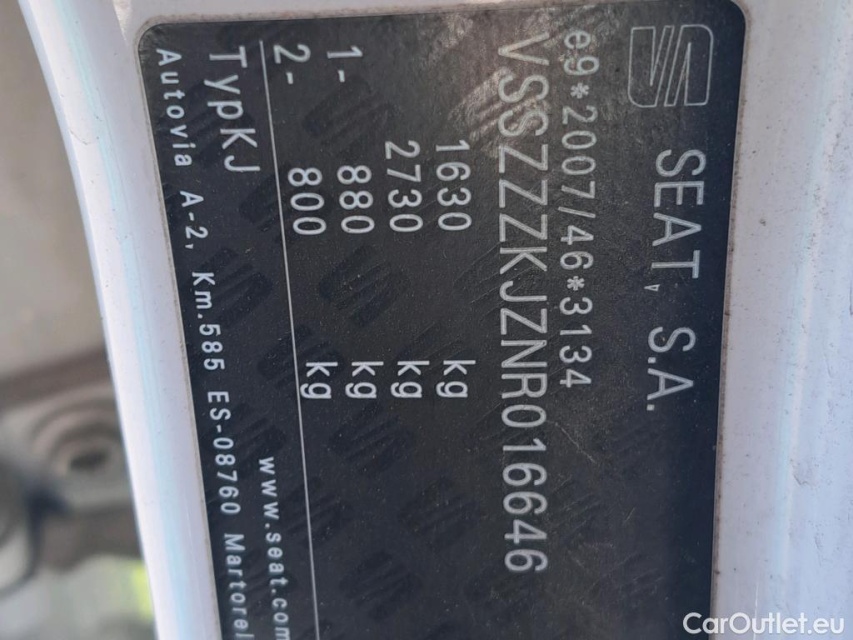 SEAT, S.A.
e9*2007/46*3134
VSSZZZKJZNR016646
1630 kg
2730 kg
1- 880 kg
2- 800 kg
TypKJ www.seat.com
Autovia A-2, Km.585 ES-08760 Martorel
CarOutlet.eu